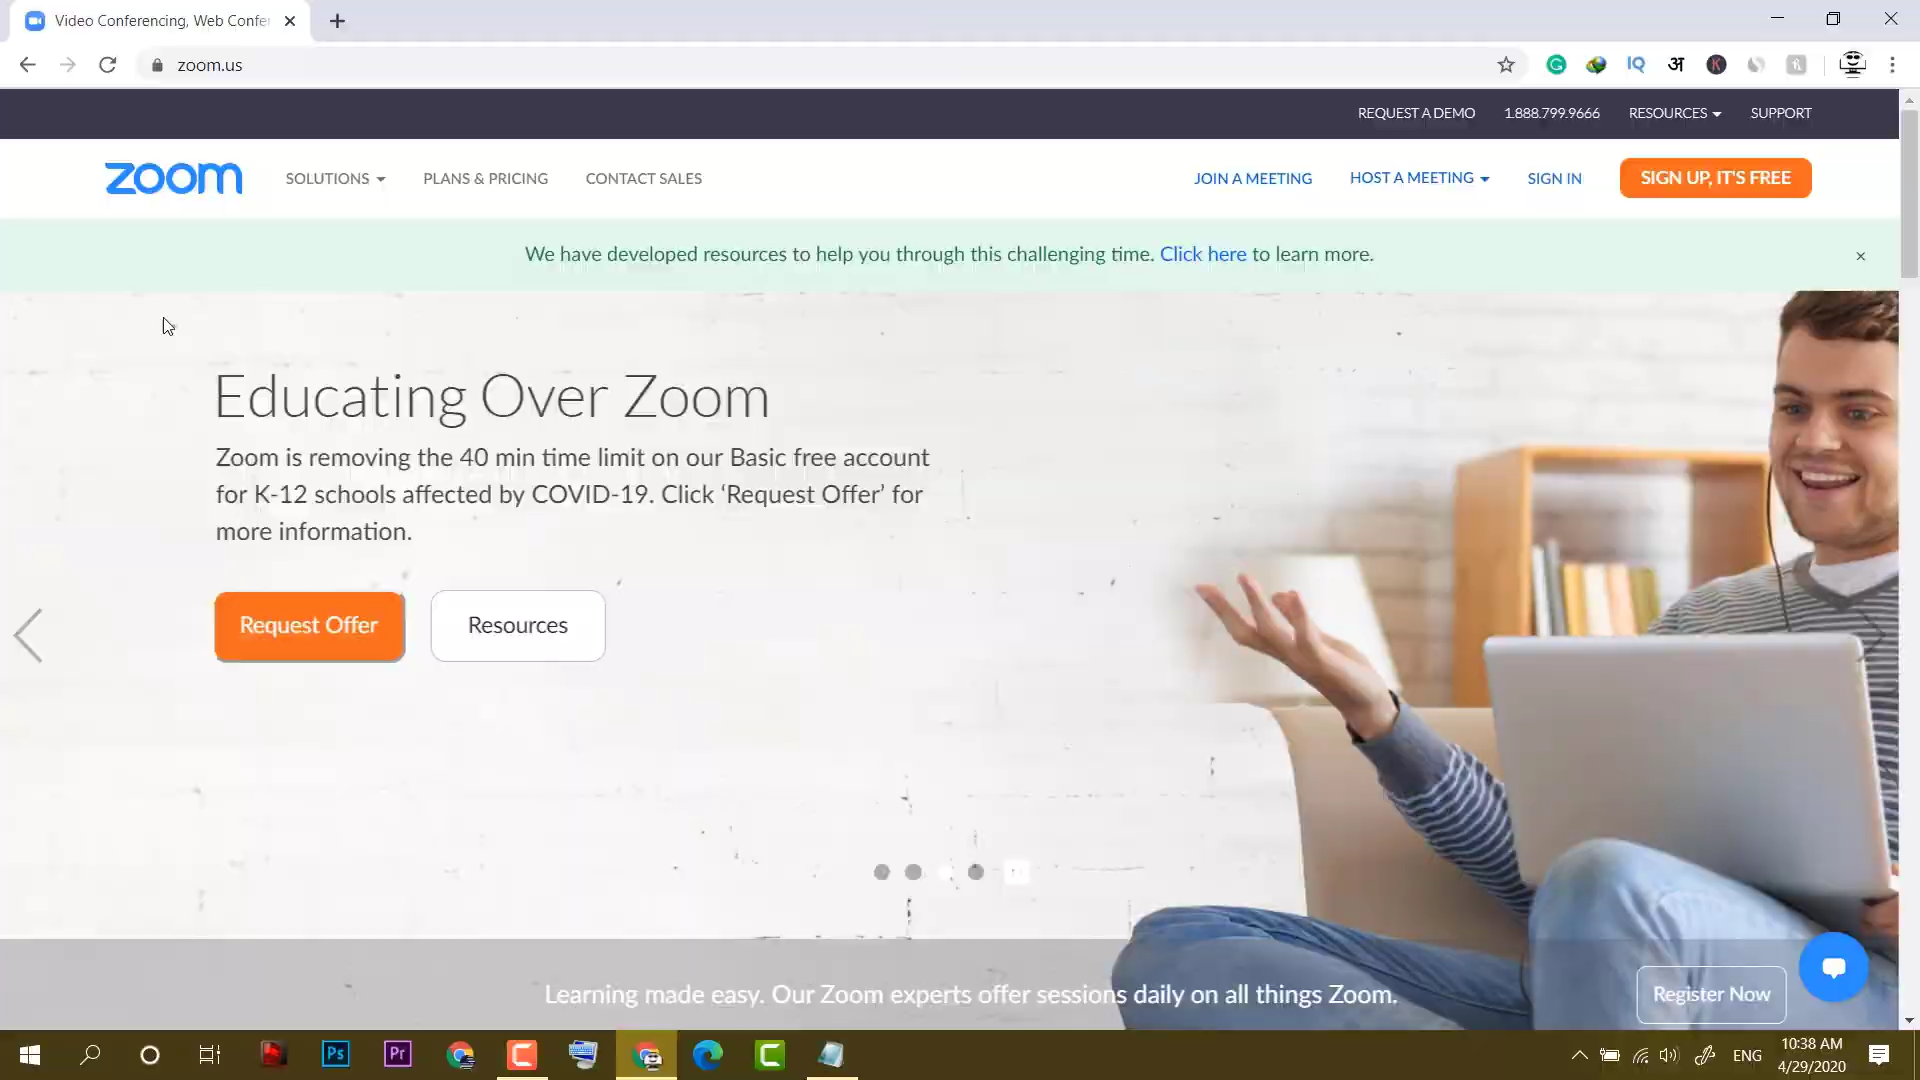 Video Conferencing, Web Confe
zoom.us
REQUEST A DEMO 1.888.799.9666 RESOURCES SUPPORT
zoom SOLUTIONS PLANS & PRICING CONTACT SALES JOIN A MEETING HOST A MEETING SIGN IN SIGN UP, IT'S FREE
We have developed resources to help you through this challenging time. Click here to learn more.
Educating Over Zoom
Zoom is removing the 40 min time limit on our Basic free account
for K-12 schools affected by COVID-19. Click ‘Request Offer’ for
more information.
Request Offer Resources
Learning made easy. Our Zoom experts offer sessions daily on all things Zoom. Register Now
Ps Pr ENG 10:38 AM
4/29/2020